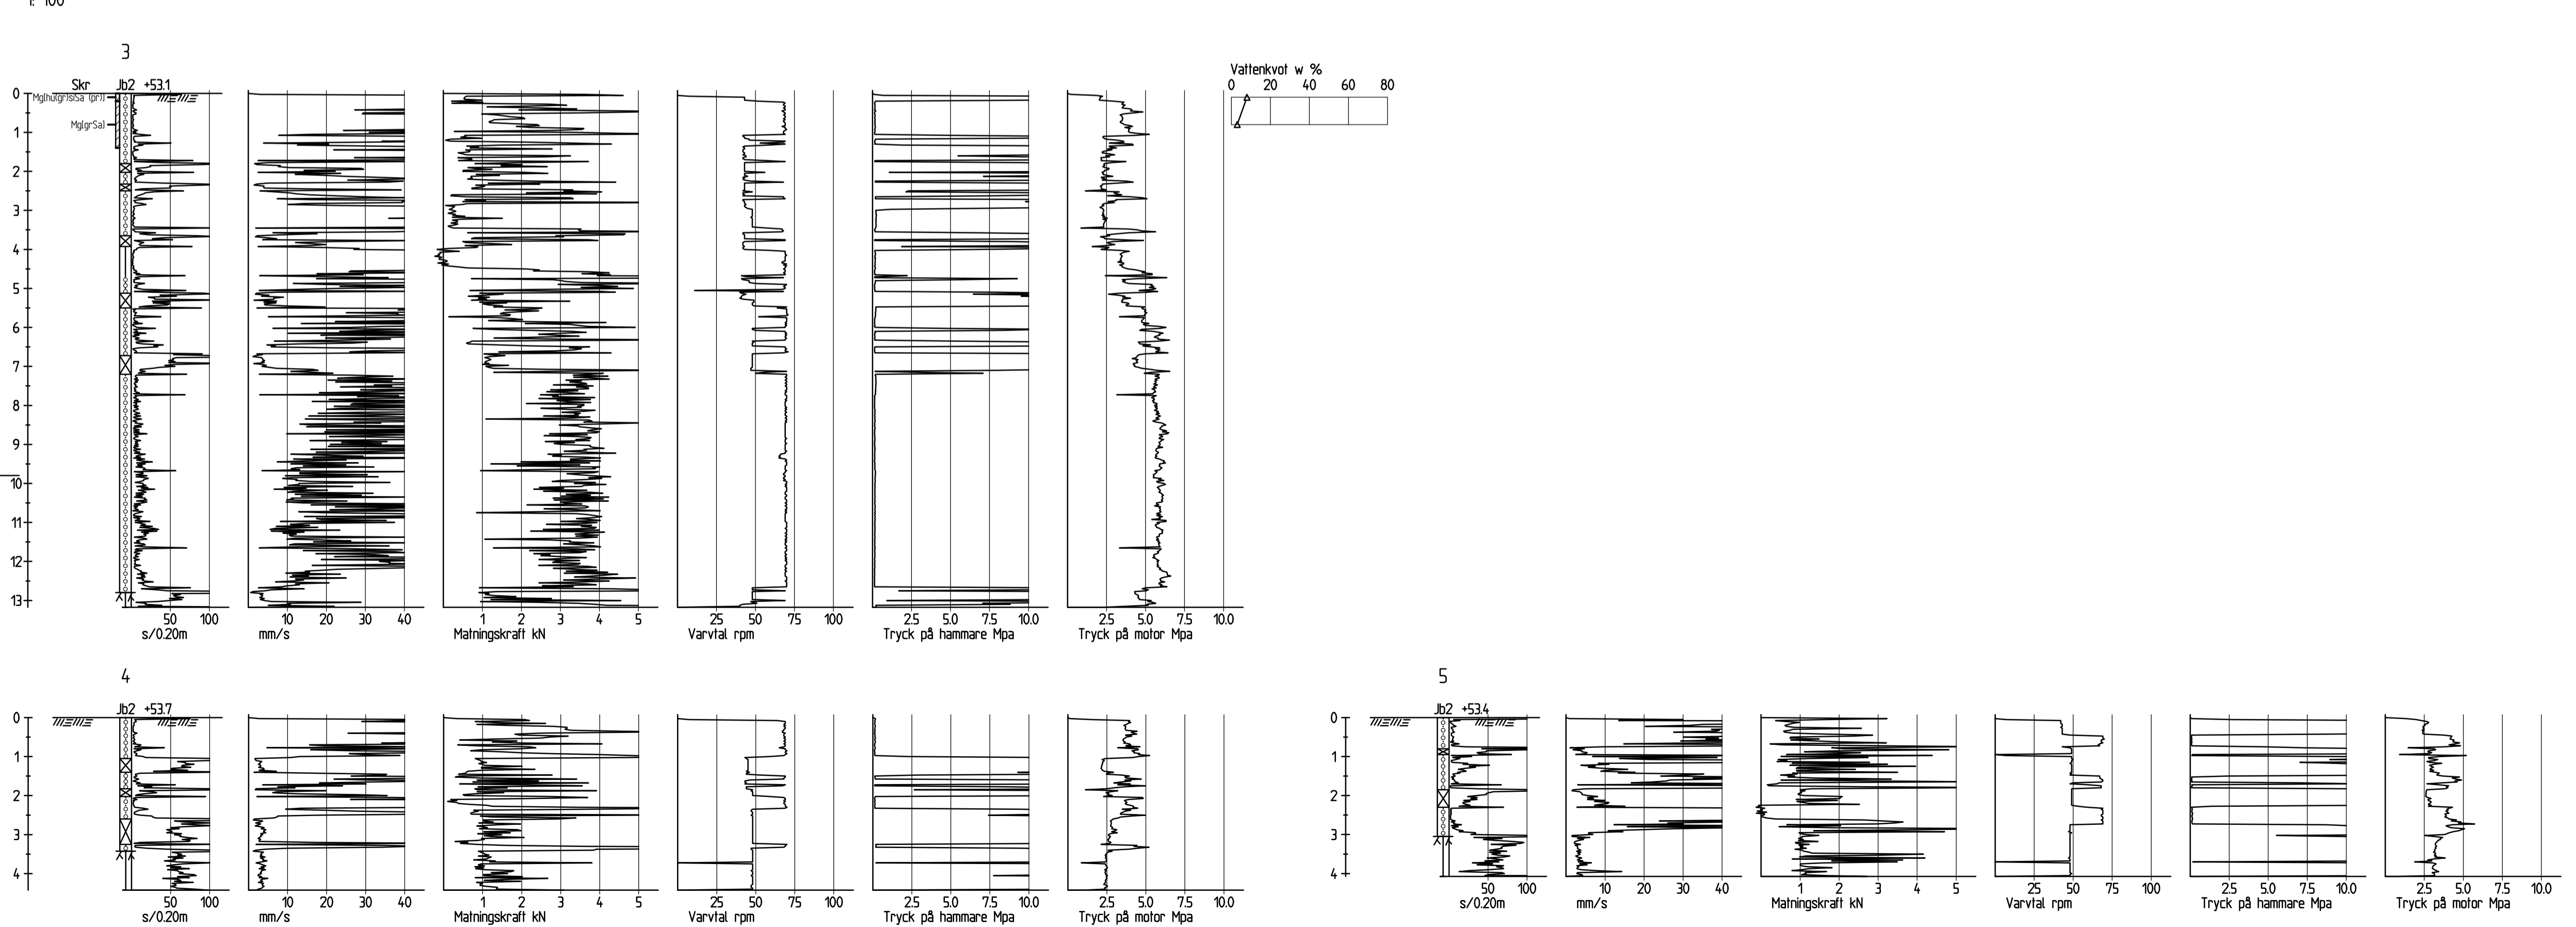 1: 100
3
Vattenkvot w %
0 20 40 60 80
Skr Jb2 +53.1
Mg[hu(gr)siSa (pr)]
Mg[grSa]
0
1
2
3
4
5
6
7
8
9
10
11
12
13
50 100 10 20 30 40 1 2 3 4 5 25 50 75 100 2.5 5.0 7.5 10.0 2.5 5.0 7.5 10.0
s/0.20m mm/s Matningskraft kN Varvtal rpm Tryck på hammare Mpa Tryck på motor Mpa
4
Jb2 +53.7
0
1
2
3
4
50 100 10 20 30 40 1 2 3 4 5 25 50 75 100 2.5 5.0 7.5 10.0 2.5 5.0 7.5 10.0
s/0.20m mm/s Matningskraft kN Varvtal rpm Tryck på hammare Mpa Tryck på motor Mpa
5
Jb2 +53.4
0
1
2
3
4
50 100 10 20 30 40 1 2 3 4 5 25 50 75 100 2.5 5.0 7.5 10.0 2.5 5.0 7.5 10.0
s/0.20m mm/s Matningskraft kN Varvtal rpm Tryck på hammare Mpa Tryck på motor Mpa